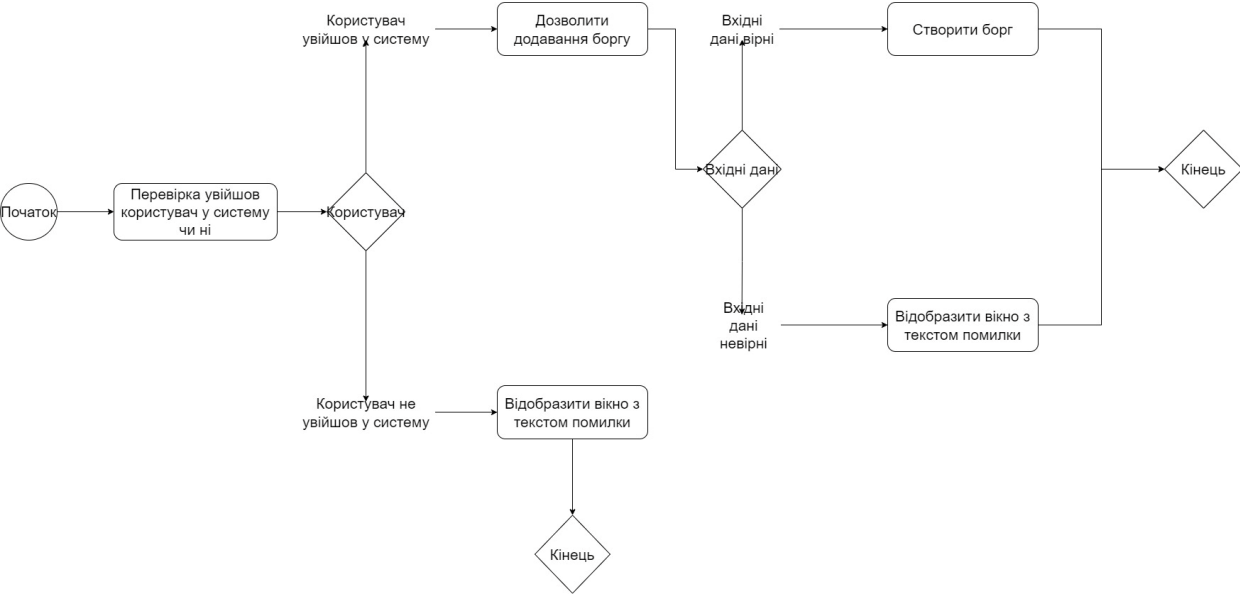 Початок
Перевірка увійшов
користувач у систему
чи ні
Користувач
Користувач
увійшов у систему
Дозволити
додавання боргу
Вхідні дані
Вхідні
дані вірні
Створити борг
Вхідні
дані
невірні
Відобразити вікно з
текстом помилки
Кінець
Користувач не
увійшов у систему
Відобразити вікно з
текстом помилки
Кінець